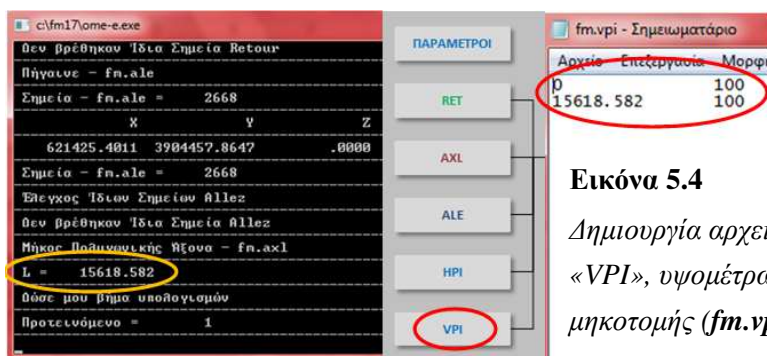 c:\fm17\ome-e.exe
Δεν βρέθηκαν Ίδια Σημεία Retour
Πήγαινε - fm.ale
Σημεία - fm.ale = 2668
X Y Z
621425.4011 3904457.8647 .0000
Σημεία - fm.ale = 2668
Έλεγχος Ίδιων Σημείων Allez
Δεν βρέθηκαν Ίδια Σημεία Allez
Μήκος Πολυγωνικής Άξονα - fm.axl
L = 15618.582
Δώσε μου βήμα υπολογισμών
Προτεινόμενο = 1
ΠΑΡΑΜΕΤΡΟΙ
RET
AXL
ALE
HPI
VPI
fm.vpi - Σημειωματάριο
Αρχείο Επεξεργασία Μορφ
0 100
15618.582 100
Εικόνα 5.4
Δημιουργία αρχεί
«VPI», υψομέτρα
μηκοτομής (fm.vp